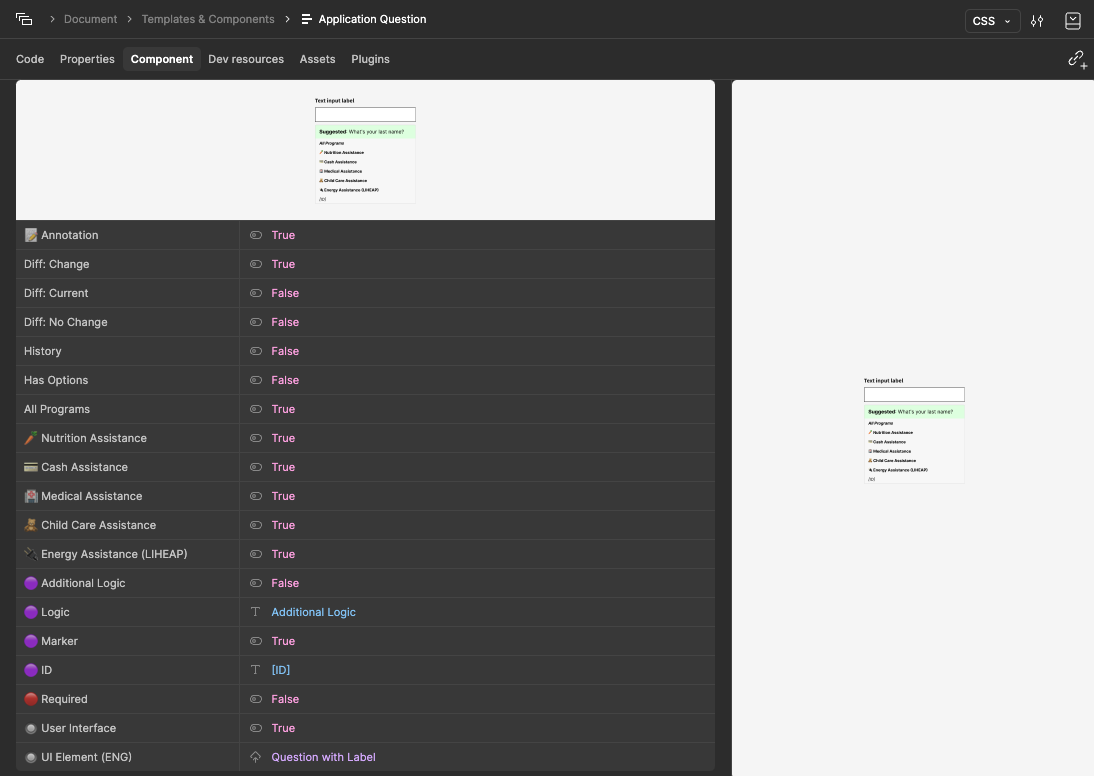 Document
Templates & Components
Application Question
CSS
Code
Properties
Component
Dev resources
Assets
Plugins
Text input label
Suggested: What's your last name?
All Programs
Nutrition Assistance
Cash Assistance
Medical Assistance
Child Care Assistance
Energy Assistance (LIHEAP)
[ID]
Annotation True
Diff: Change True
Diff: Current False
Diff: No Change False
History False
Has Options False
All Programs True
Nutrition Assistance True
Cash Assistance True
Medical Assistance True
Child Care Assistance True
Energy Assistance (LIHEAP) True
Additional Logic False
Logic Additional Logic
Marker True
ID [ID]
Required False
User Interface True
UI Element (ENG) Question with Label
Text input label
Suggested: What's your last name?
All Programs
Nutrition Assistance
Cash Assistance
Medical Assistance
Child Care Assistance
Energy Assistance (LIHEAP)
[ID]